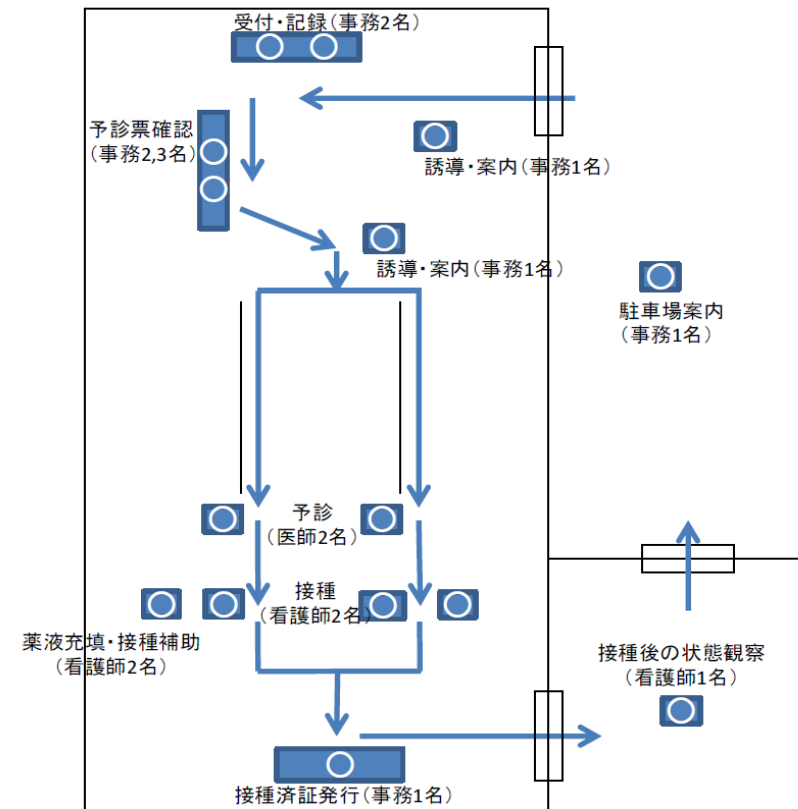 受付・記録(事務2名)
予診票確認
(事務2,3名)
誘導・案内(事務1名)
誘導・案内(事務1名)
駐車場案内
(事務1名)
予診
(医師2名)
接種
(看護師2名)
薬液充填・接種補助
(看護師2名)
接種後の状態観察
(看護師1名)
接種済証発行(事務1名)